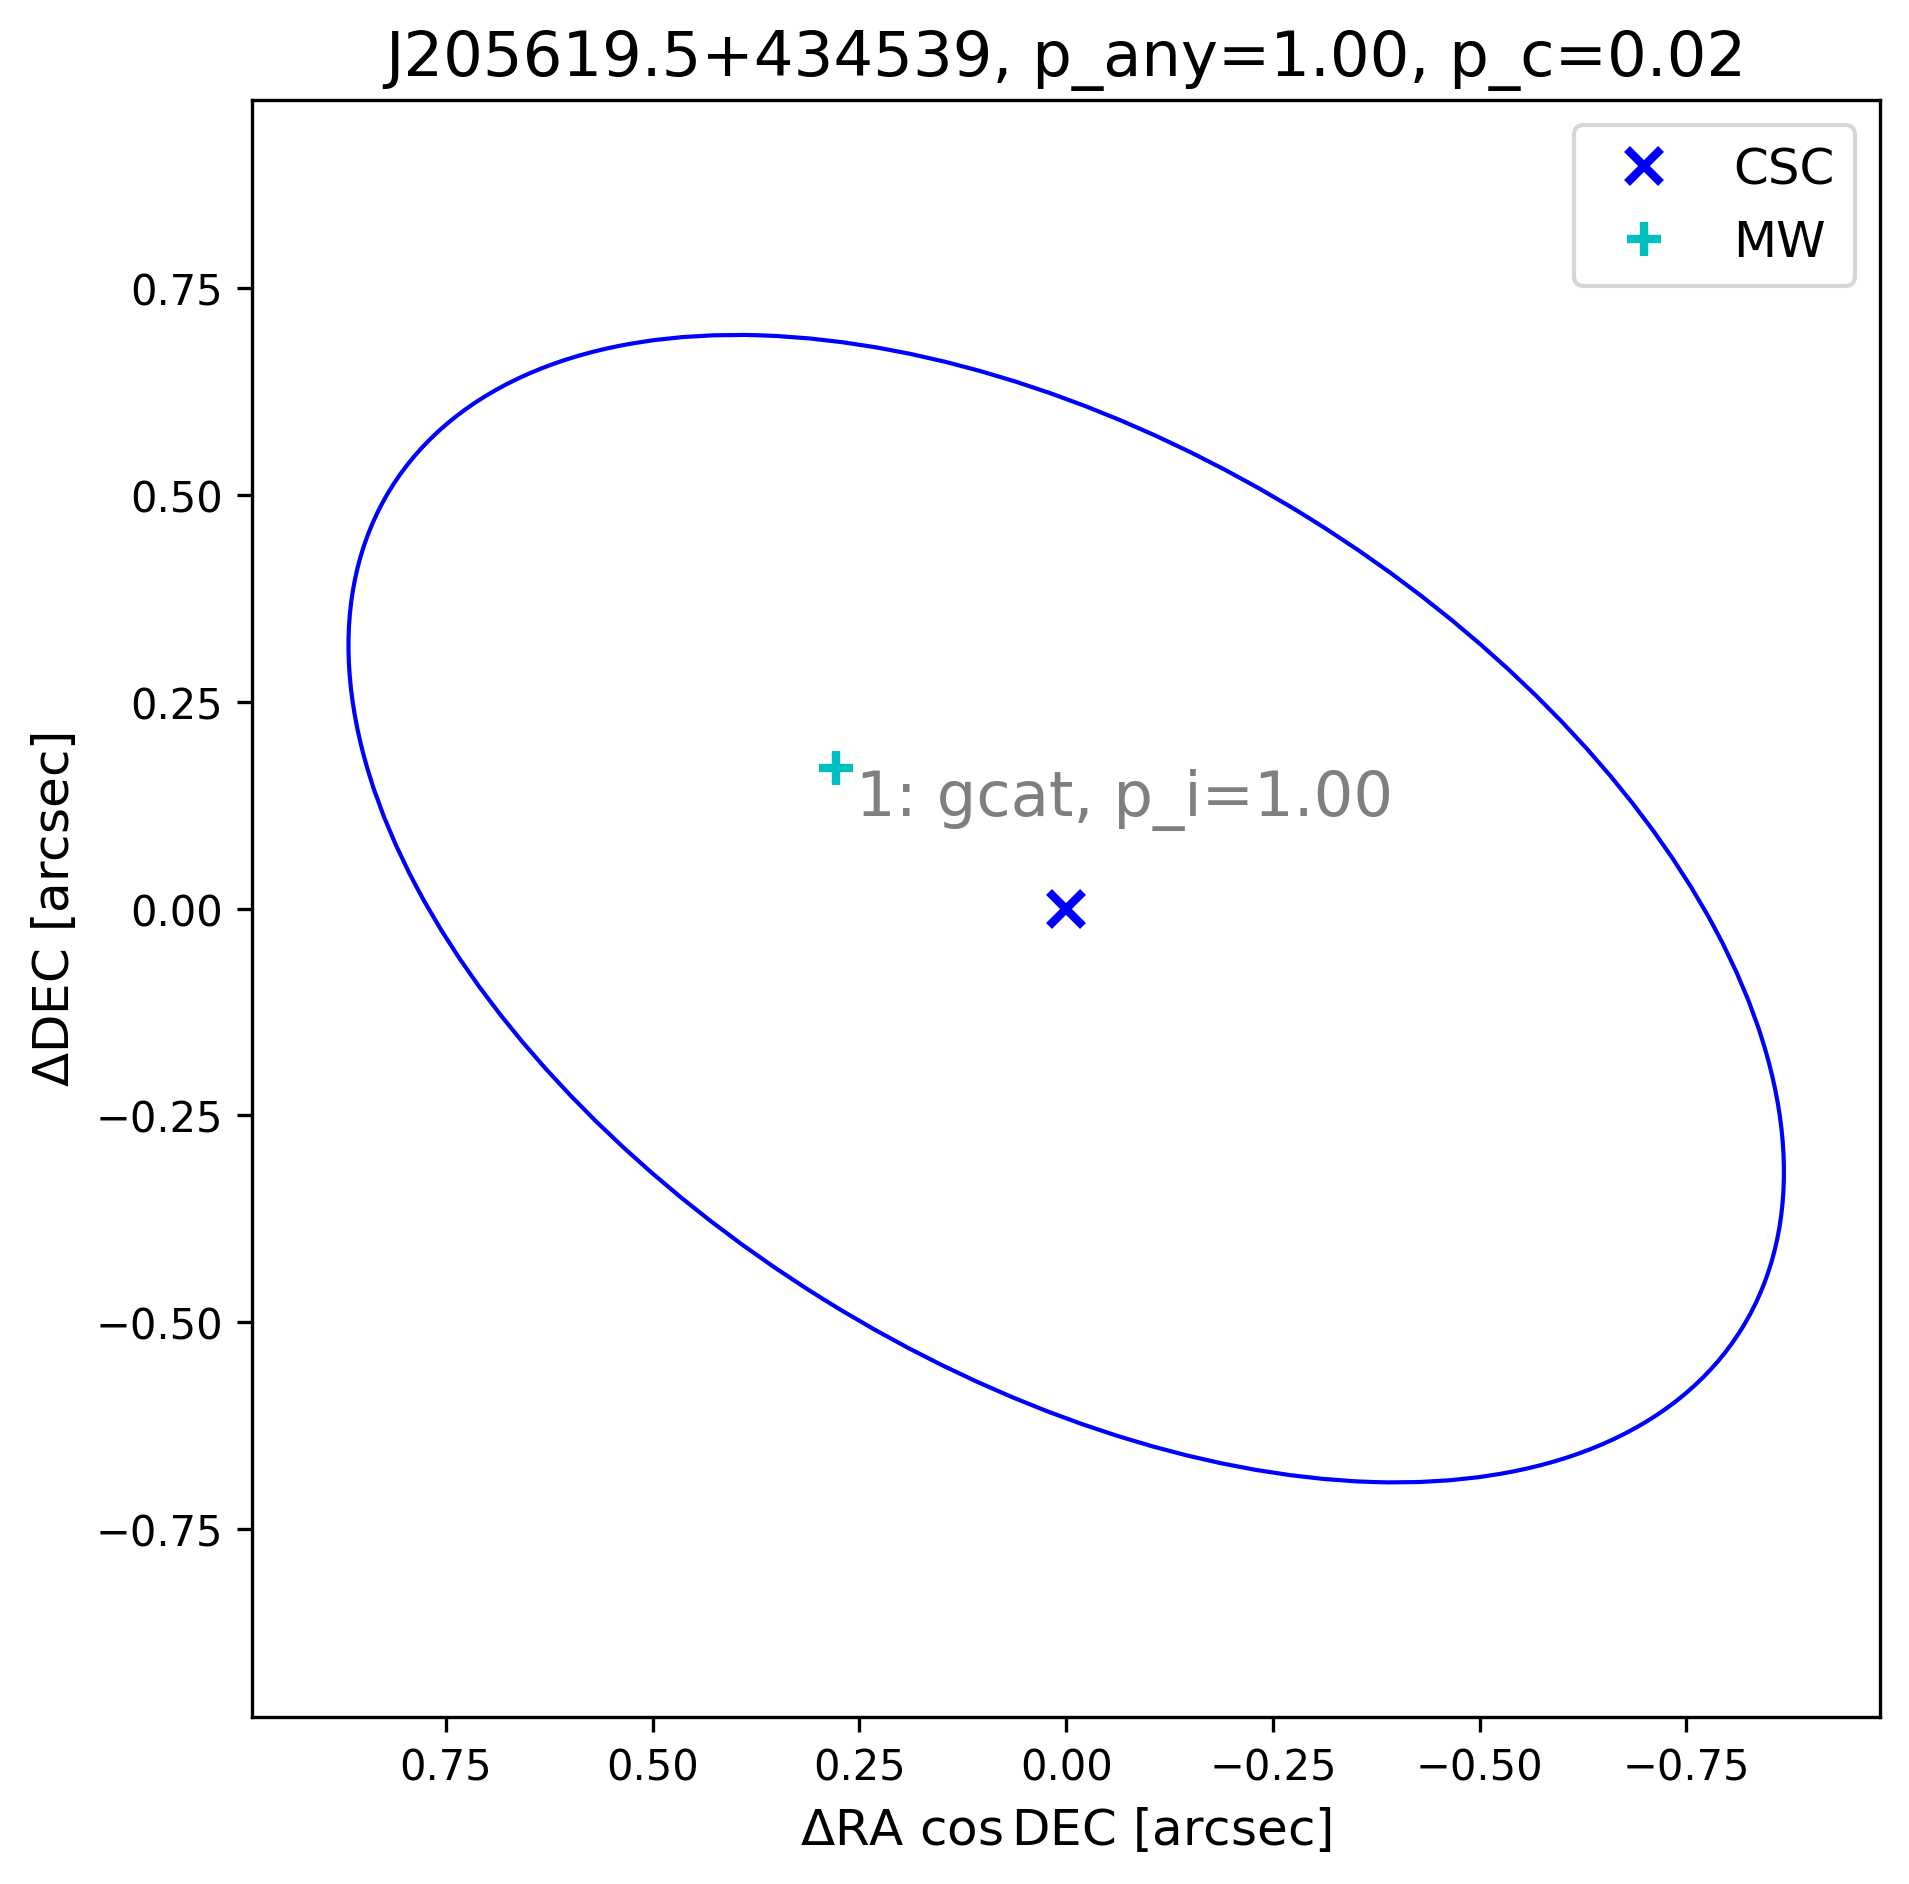 J205619.5+434539, p_any=1.00, p_c=0.02
CSC
MW
0.75
0.50
0.25
0.00
−0.25
−0.50
−0.75
ΔDEC [arcsec]
1: gcat, p_i=1.00
0.75 0.50 0.25 0.00 −0.25 −0.50 −0.75
ΔRA cos DEC [arcsec]